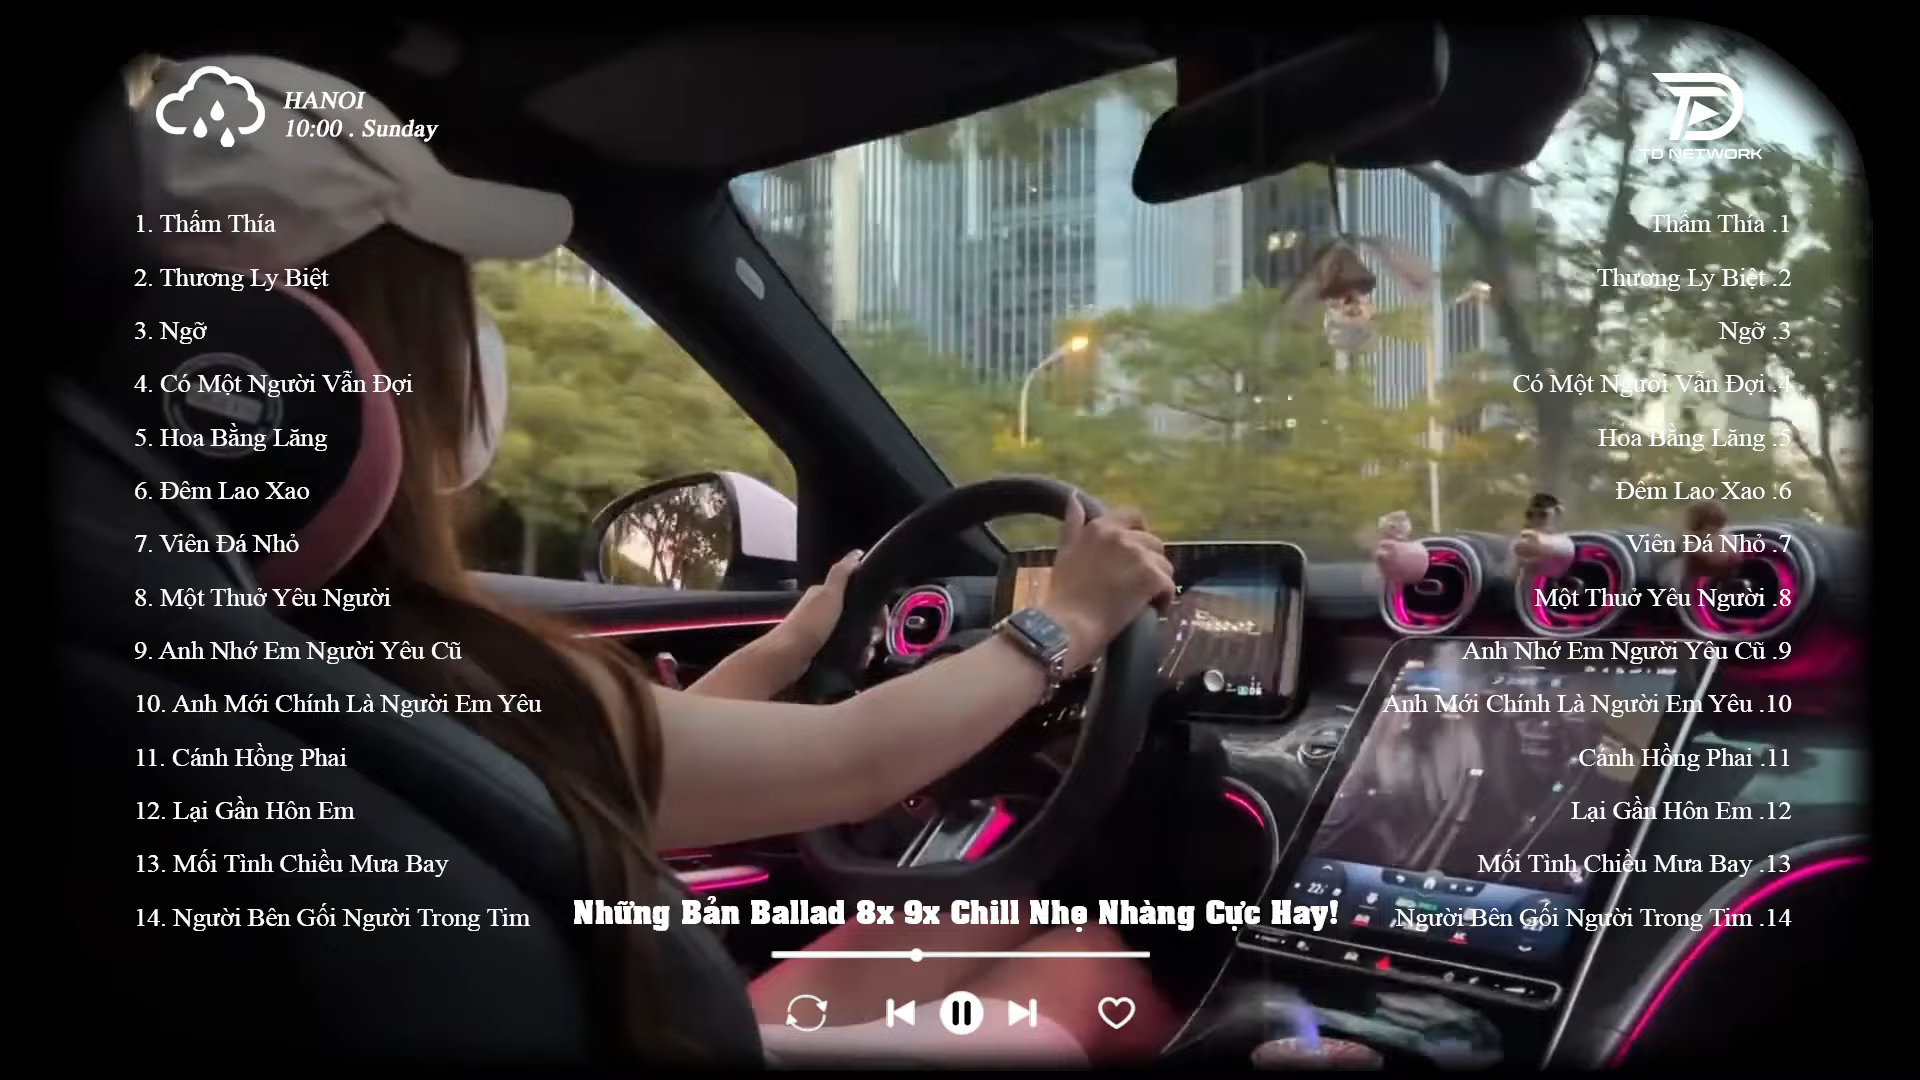 HANOI
10:00 . Sunday
TD NETWORK
1. Thấm Thía
2. Thương Ly Biệt
3. Ngỡ
4. Có Một Người Vẫn Đợi
5. Hoa Bằng Lăng
6. Đêm Lao Xao
7. Viên Đá Nhỏ
8. Một Thuở Yêu Người
9. Anh Nhớ Em Người Yêu Cũ
10. Anh Mới Chính Là Người Em Yêu
11. Cánh Hồng Phai
12. Lại Gần Hôn Em
13. Mối Tình Chiều Mưa Bay
14. Người Bên Gối Người Trong Tim
Thấm Thía .1
Thương Ly Biệt .2
Ngỡ .3
Có Một Người Vẫn Đợi .4
Hoa Bằng Lăng .5
Đêm Lao Xao .6
Viên Đá Nhỏ .7
Một Thuở Yêu Người .8
Anh Nhớ Em Người Yêu Cũ .9
Anh Mới Chính Là Người Em Yêu .10
Cánh Hồng Phai .11
Lại Gần Hôn Em .12
Mối Tình Chiều Mưa Bay .13
Người Bên Gối Người Trong Tim .14
Những Bản Ballad 8x 9x Chill Nhẹ Nhàng Cực Hay!